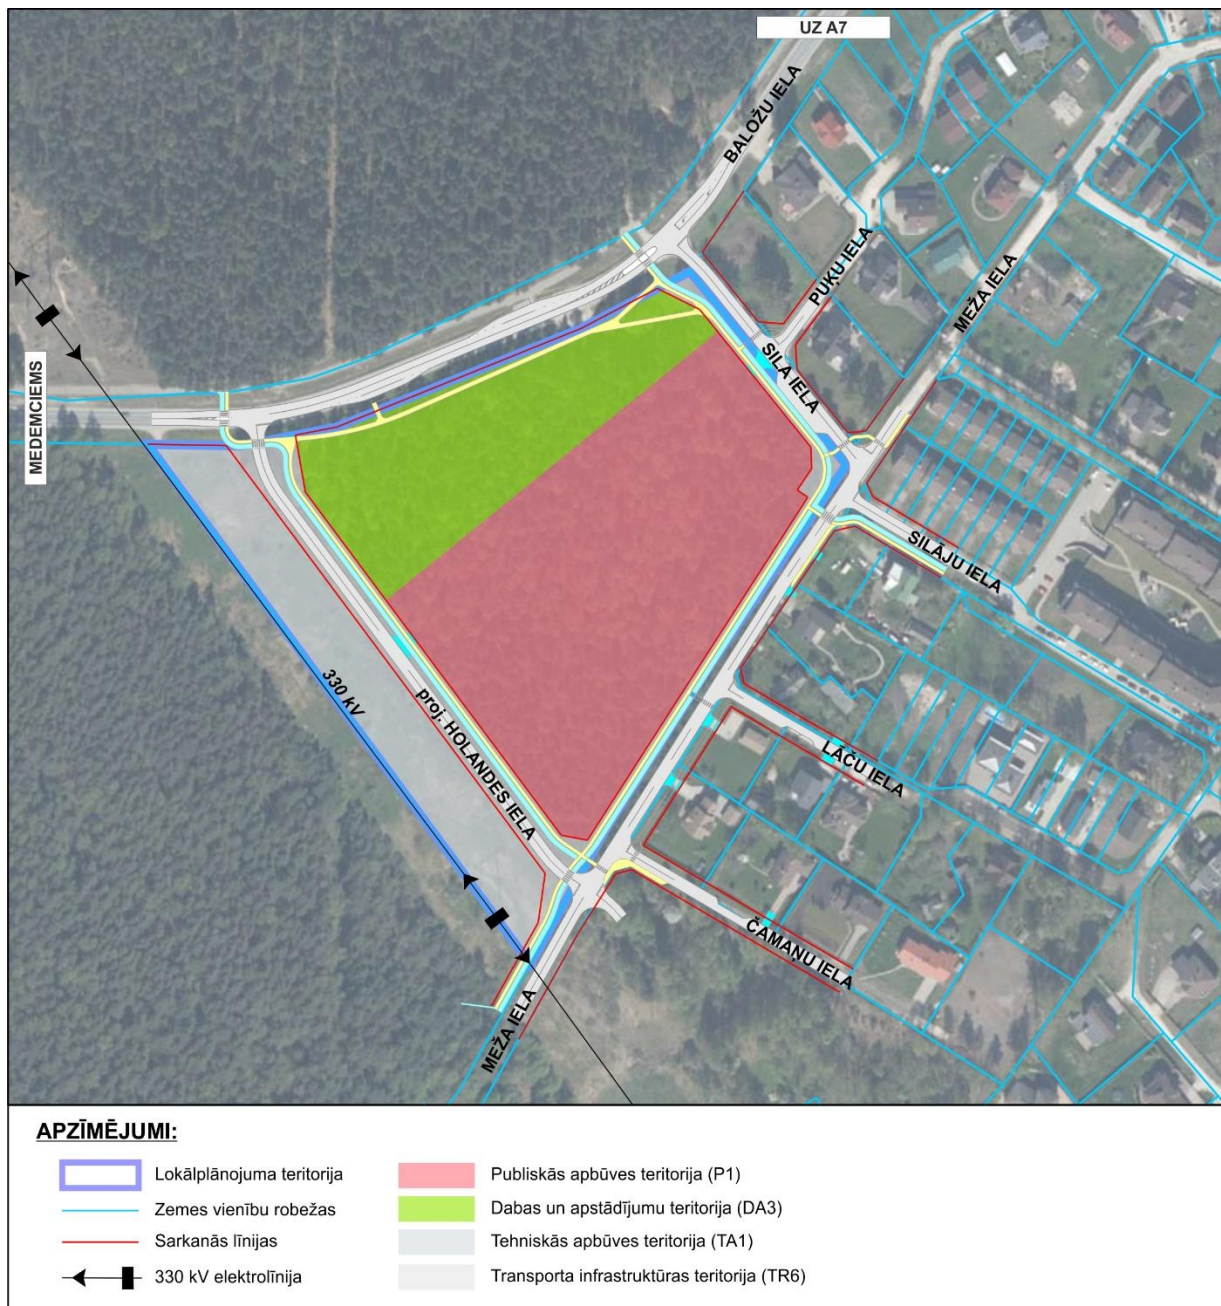 UZ A7
BALOŽU IELA
PUĶU IELA
MEŽA IELA
SILA IELA
MEDEMCIEMS
SILĀJU IELA
330 kV
proj. HOLANDES IELA
LĀČU IELA
ČAMAŅU IELA
MEŽA IELA
APZĪMĒJUMI:
Lokālplānojuma teritorija
Zemes vienību robežas
Sarkanās līnijas
330 kV elektrolīnija
Publiskās apbūves teritorija (P1)
Dabas un apstādījumu teritorija (DA3)
Tehniskās apbūves teritorija (TA1)
Transporta infrastruktūras teritorija (TR6)